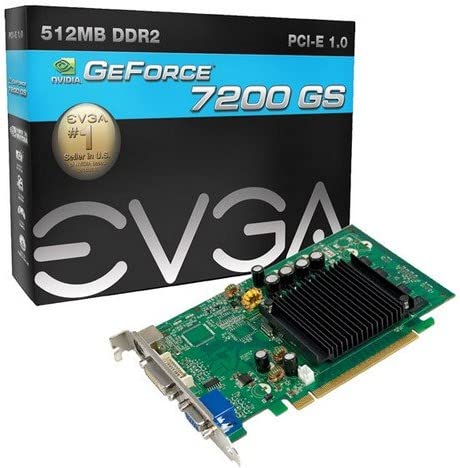 512MB DDR2
PCI-E 1.0
NVIDIA
GEFORCE
7200 GS
EVGA
#1
Seller in U.S.
EVGA